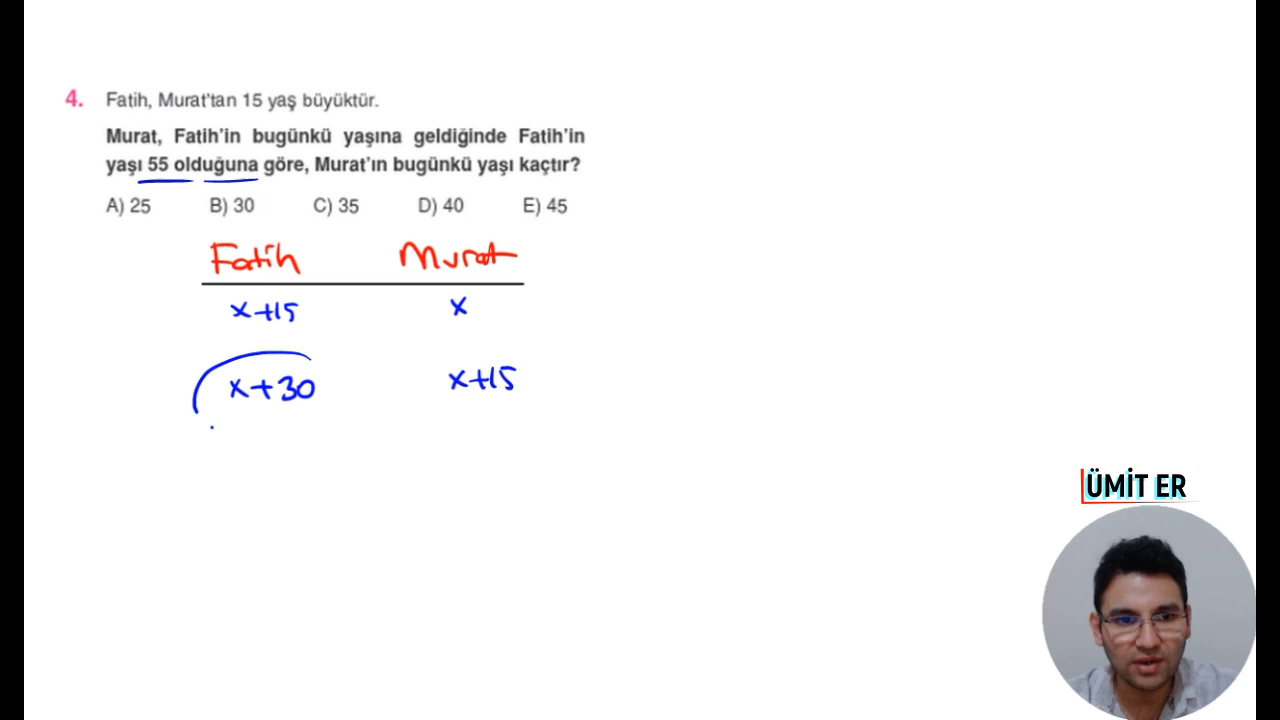 4. Fatih, Murat'tan 15 yaş büyüktür.
Murat, Fatih'in bugünkü yaşına geldiğinde Fatih'in
yaşı 55 olduğuna göre, Murat'ın bugünkü yaşı kaçtır?
A) 25 B) 30 C) 35 D) 40 E) 45
Fatih Murat
x+15 x
x+30 x+15
ÜMİT ER